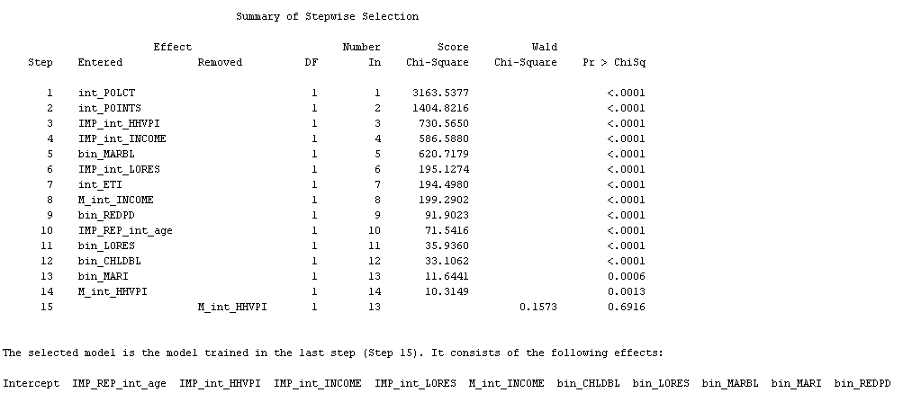 Summary of Stepwise Selection
Effect Number Score Wald
Step Entered Removed DF In Chi-Square Chi-Square Pr > ChiSq
1 int_POLCT 1 1 3163.5377 <.0001
2 int_POINTS 1 2 1404.8216 <.0001
3 IMP_int_HHVPI 1 3 730.5650 <.0001
4 IMP_int_INCOME 1 4 586.5880 <.0001
5 bin_MARBL 1 5 620.7179 <.0001
6 IMP_int_LORES 1 6 195.1274 <.0001
7 int_ETI 1 7 194.4980 <.0001
8 M_int_INCOME 1 8 199.2902 <.0001
9 bin_REDPD 1 9 91.9023 <.0001
10 IMP_REP_int_age 1 10 71.5416 <.0001
11 bin_LORES 1 11 35.9360 <.0001
12 bin_CHLDBL 1 12 33.1062 <.0001
13 bin_MARI 1 13 11.6441 0.0006
14 M_int_HHVPI 1 14 10.3149 0.0013
15 M_int_HHVPI 1 13 0.1573 0.6916
The selected model is the model trained in the last step (Step 15). It consists of the following effects:
Intercept IMP_REP_int_age IMP_int_HHVPI IMP_int_INCOME IMP_int_LORES M_int_INCOME bin_CHLDBL bin_LORES bin_MARBL bin_MARI bin_REDPD